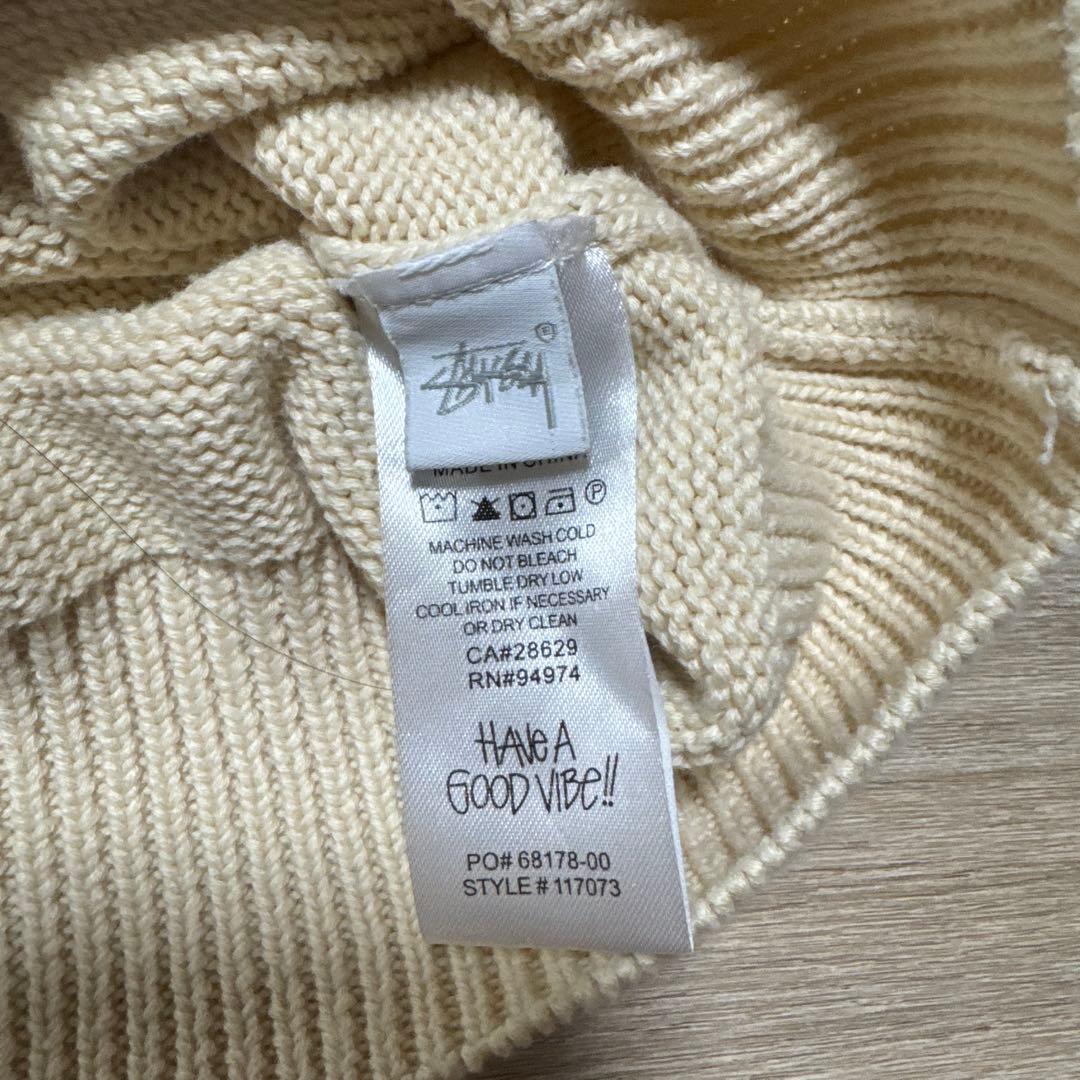 STÜSSY
MADE IN CHINA
P
MACHINE WASH COLD
DO NOT BLEACH
TUMBLE DRY LOW
COOL IRON IF NECESSARY
OR DRY CLEAN
CA#28629
RN#94974
HAVE A
GOOD VIBE!!
PO# 68178-00
STYLE # 117073